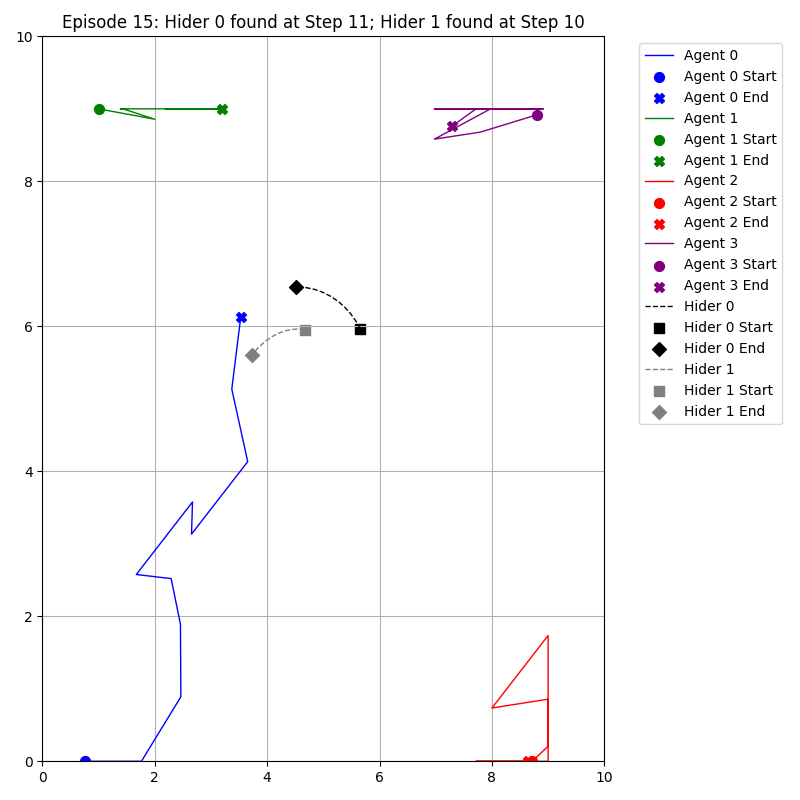 Episode 15: Hider 0 found at Step 11; Hider 1 found at Step 10
10
8
6
4
2
0
0 2 4 6 8 10
Agent 0
Agent 0 Start
Agent 0 End
Agent 1
Agent 1 Start
Agent 1 End
Agent 2
Agent 2 Start
Agent 2 End
Agent 3
Agent 3 Start
Agent 3 End
Hider 0
Hider 0 Start
Hider 0 End
Hider 1
Hider 1 Start
Hider 1 End